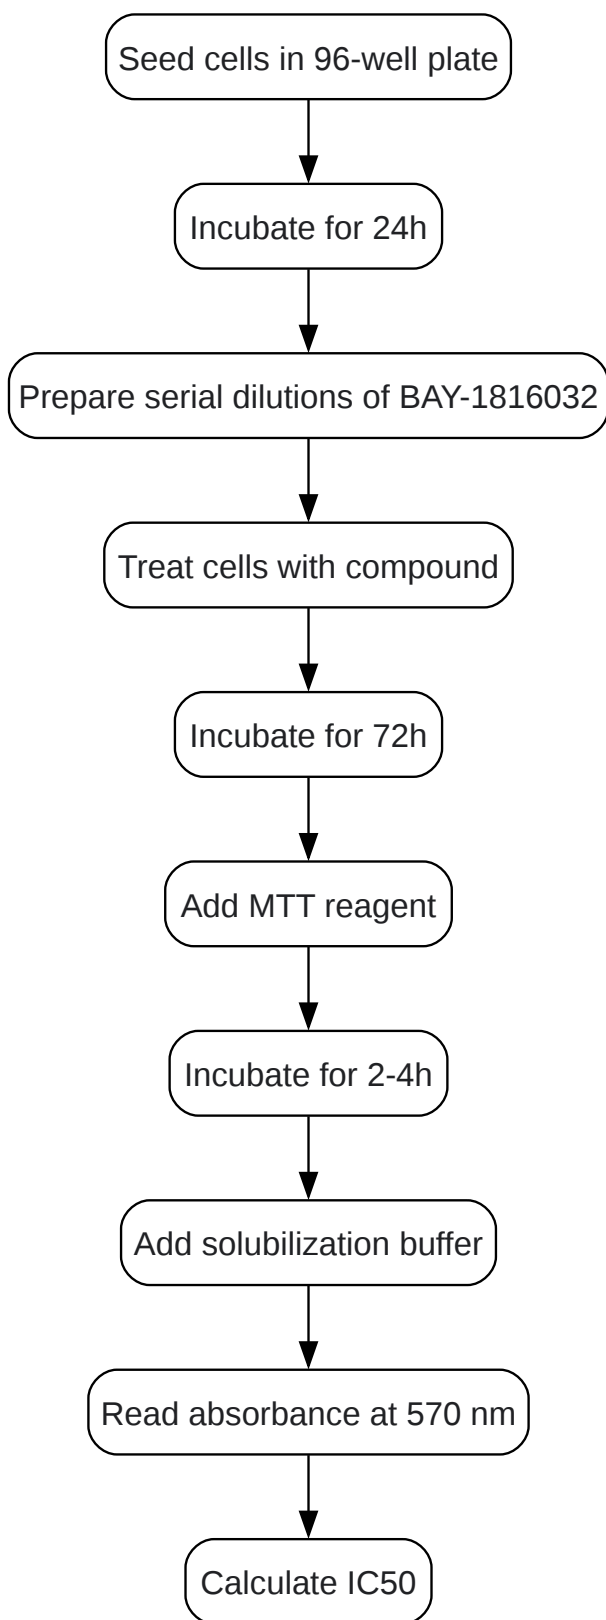 Seed cells in 96-well plate
Incubate for 24h
Prepare serial dilutions of BAY-1816032
Treat cells with compound
Incubate for 72h
Add MTT reagent
Incubate for 2-4h
Add solubilization buffer
Read absorbance at 570 nm
Calculate IC50